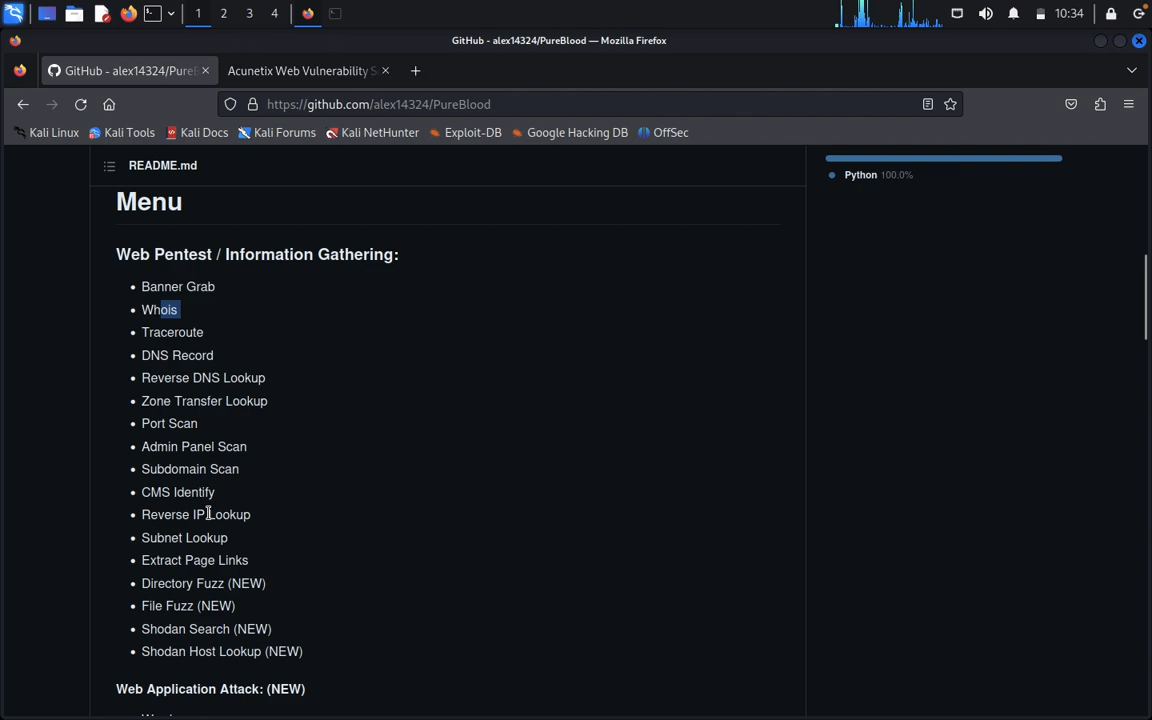 1 2 3 4 10:34
GitHub - alex14324/PureBlood — Mozilla Firefox
GitHub - alex14324/PureB
Acunetix Web Vulnerability S
https://github.com/alex14324/PureBlood
Kali Linux Kali Tools Kali Docs Kali Forums Kali NetHunter Exploit-DB Google Hacking DB OffSec
README.md
Python 100.0%
Menu
Web Pentest / Information Gathering:
• Banner Grab
• Whois
• Traceroute
• DNS Record
• Reverse DNS Lookup
• Zone Transfer Lookup
• Port Scan
• Admin Panel Scan
• Subdomain Scan
• CMS Identify
• Reverse IP Lookup
• Subnet Lookup
• Extract Page Links
• Directory Fuzz (NEW)
• File Fuzz (NEW)
• Shodan Search (NEW)
• Shodan Host Lookup (NEW)
Web Application Attack: (NEW)